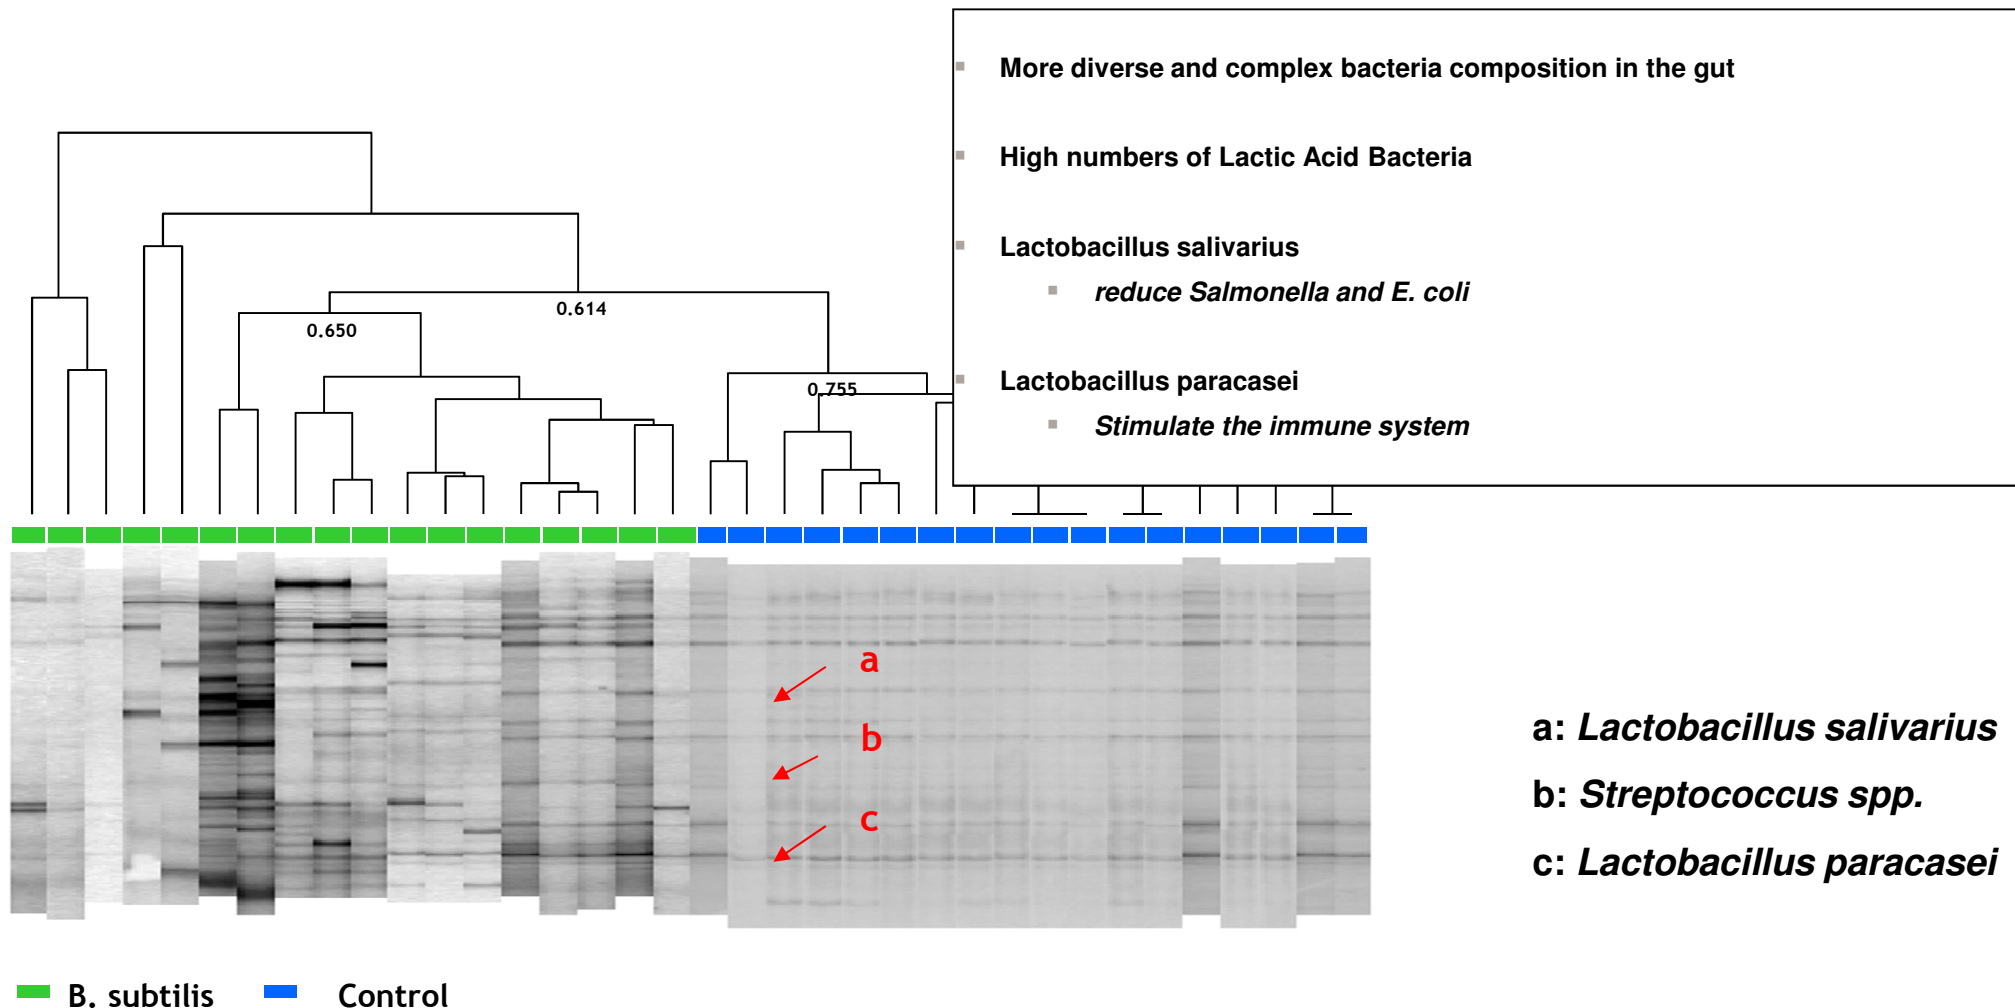 More diverse and complex bacteria composition in the gut
High numbers of Lactic Acid Bacteria
Lactobacillus salivarius
reduce Salmonella and E. coli
Lactobacillus paracasei
Stimulate the immune system
0.614
0.650
0.755
a
b
c
a: Lactobacillus salivarius
b: Streptococcus spp.
c: Lactobacillus paracasei
B. subtilis
Control